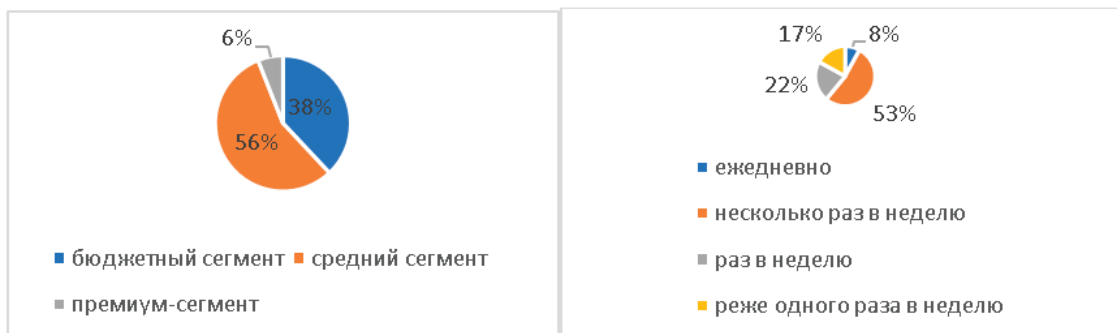 6%
38%
56%
бюджетный сегмент средний сегмент
премиум-сегмент
17% 8%
22%
53%
ежедневно
несколько раз в неделю
раз в неделю
реже одного раза в неделю